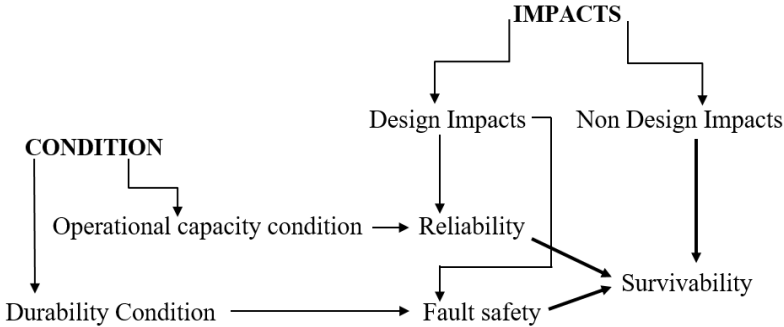 IMPACTS
Design Impacts
Non Design Impacts
CONDITION
Operational capacity condition
Reliability
Survivability
Durability Condition
Fault safety